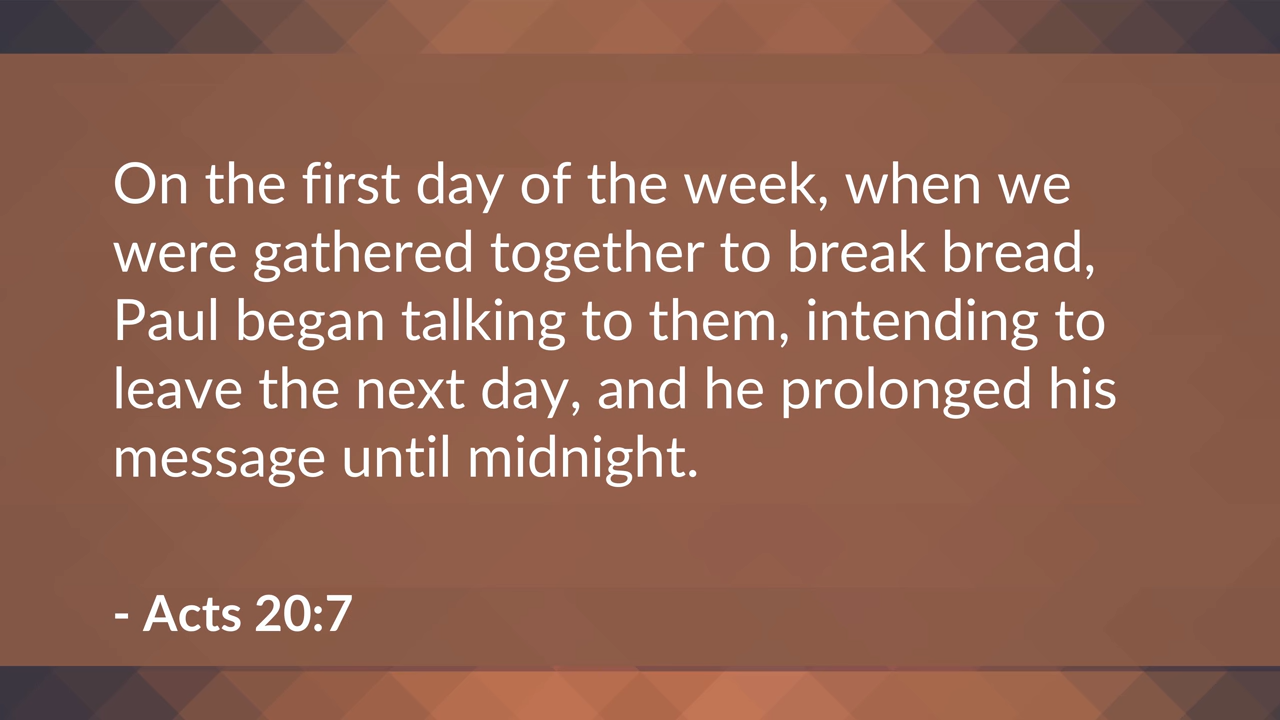 On the first day of the week, when we
were gathered together to break bread,
Paul began talking to them, intending to
leave the next day, and he prolonged his
message until midnight.
- Acts 20:7